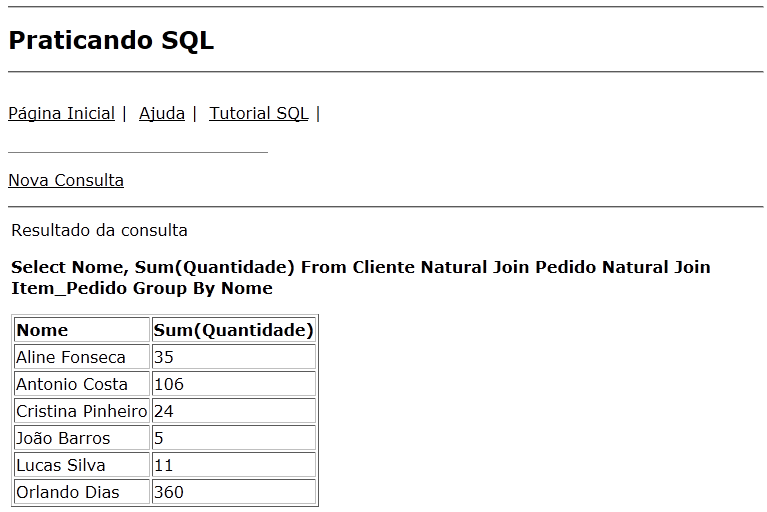 Praticando SQL
Página Inicial | Ajuda | Tutorial SQL |
Nova Consulta
Resultado da consulta
Select Nome, Sum(Quantidade) From Cliente Natural Join Pedido Natural Join
Item_Pedido Group By Nome
Nome Sum(Quantidade)
Aline Fonseca 35
Antonio Costa 106
Cristina Pinheiro 24
João Barros 5
Lucas Silva 11
Orlando Dias 360